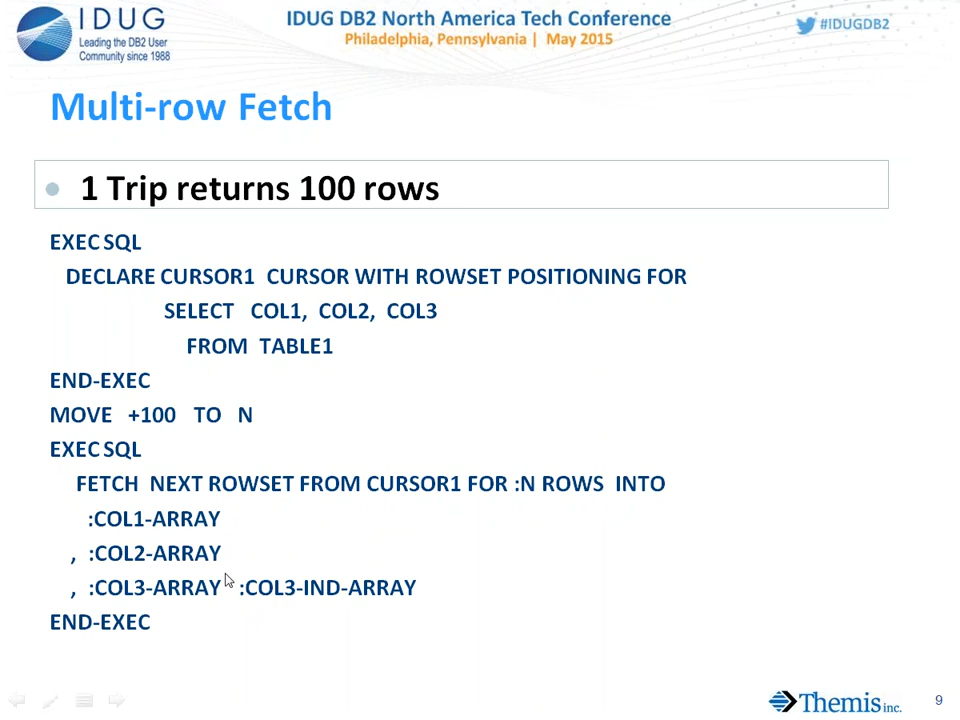 IDUG
Leading the DB2 User
Community since 1988
IDUG DB2 North America Tech Conference
Philadelphia, Pennsylvania | May 2015
#IDUGDB2
Multi-row Fetch
• 1 Trip returns 100 rows
EXEC SQL
DECLARE CURSOR1 CURSOR WITH ROWSET POSITIONING FOR
SELECT COL1, COL2, COL3
FROM TABLE1
END-EXEC
MOVE +100 TO N
EXEC SQL
FETCH NEXT ROWSET FROM CURSOR1 FOR :N ROWS INTO
:COL1-ARRAY
, :COL2-ARRAY
, :COL3-ARRAY :COL3-IND-ARRAY
END-EXEC
Themis inc.
9